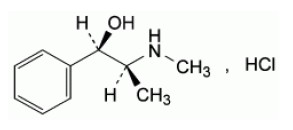 H OH
H
N
CH3 , HCl
H CH3